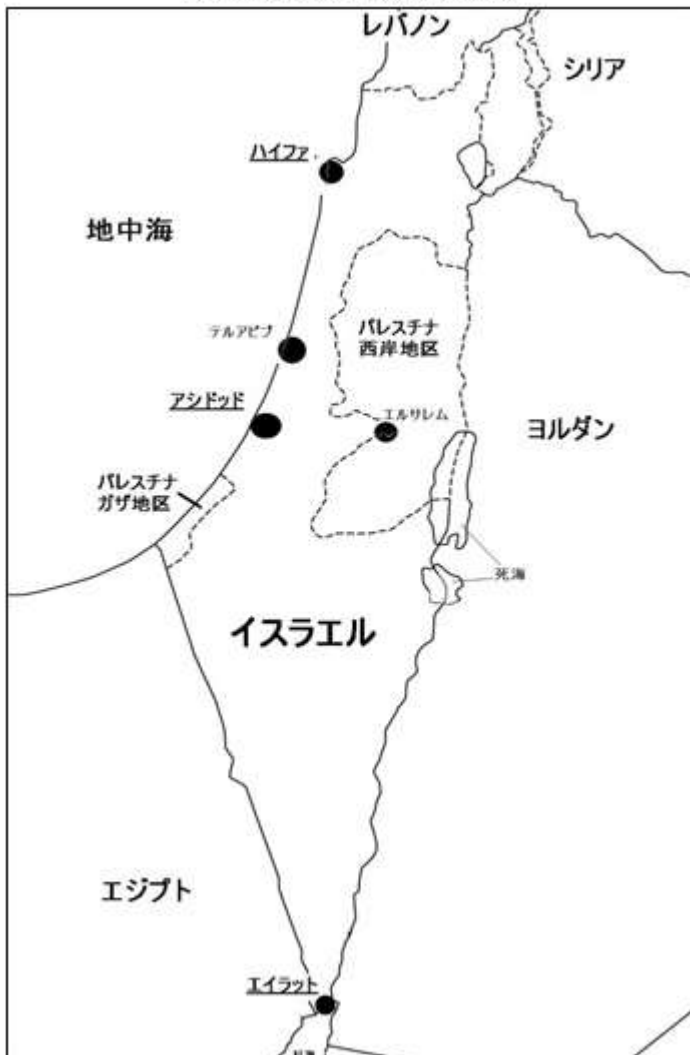 レバノン
シリア
ハイファ
地中海
テルアビブ
パレスチナ
西岸地区
アシドッド
エルサレム
ヨルダン
パレスチナ
ガザ地区
死海
イスラエル
エジプト
エイラット